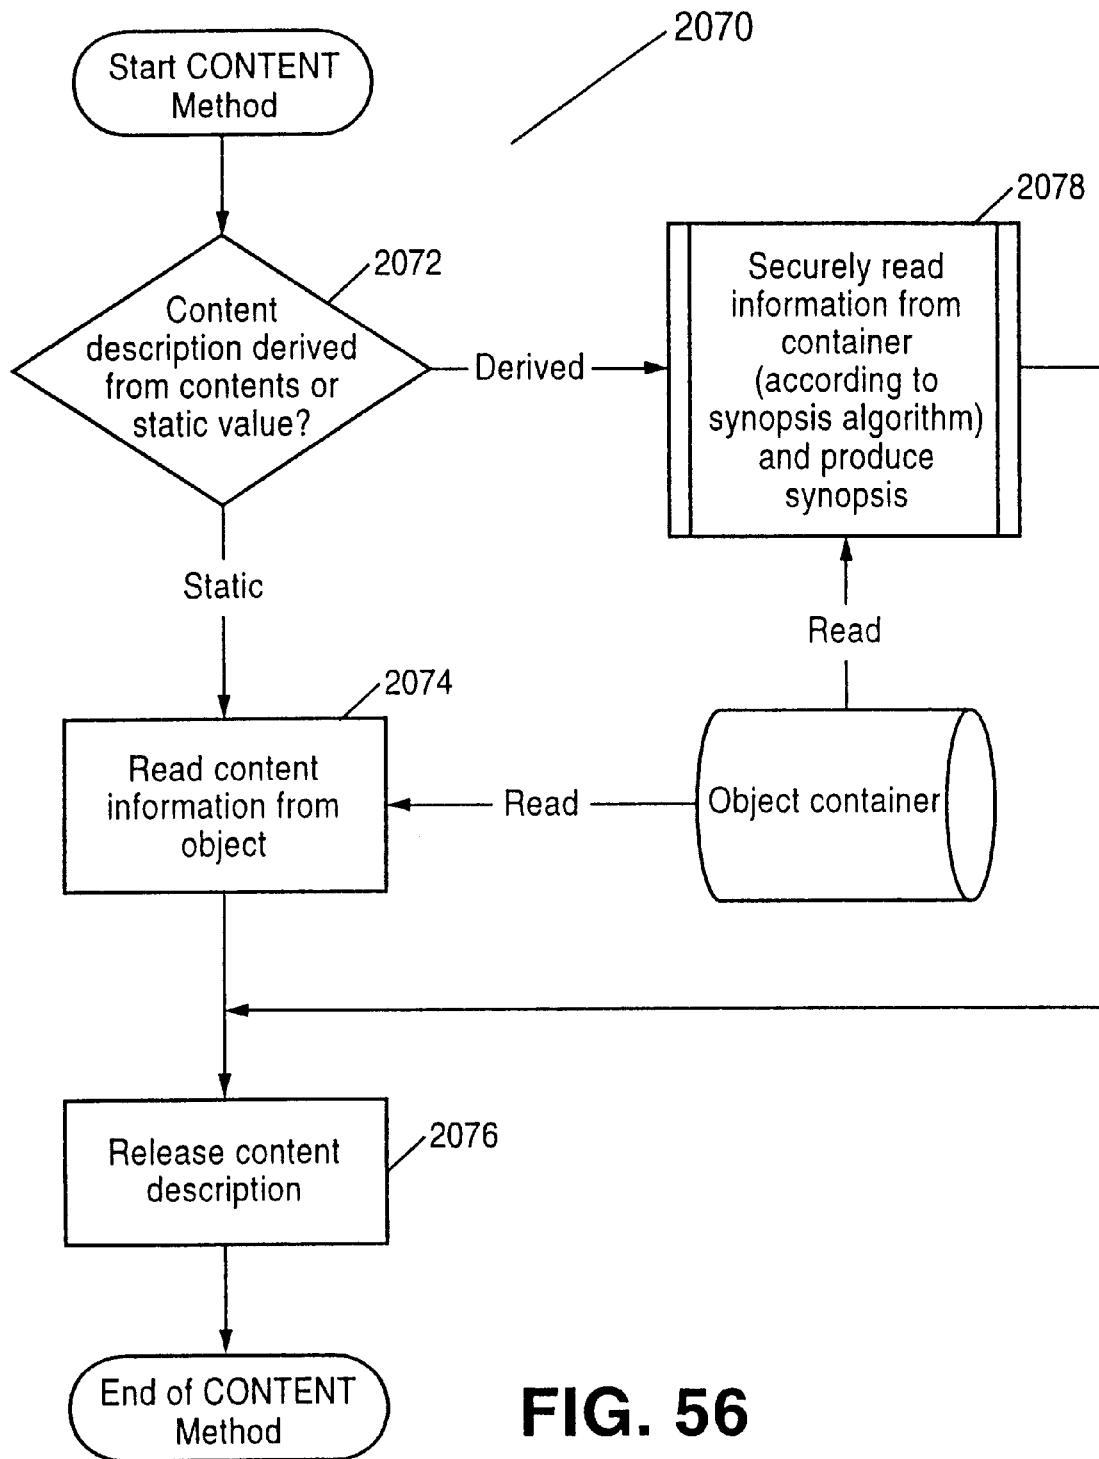 2070
Start CONTENT
Method
2072
Content
description derived
from contents or
static value?
Derived
2078
Securely read
information from
container
(according to
synopsis algorithm)
and produce
synopsis
Static
Read
2074
Read content
information from
object
Read
Object container
2076
Release content
description
End of CONTENT
Method
FIG. 56